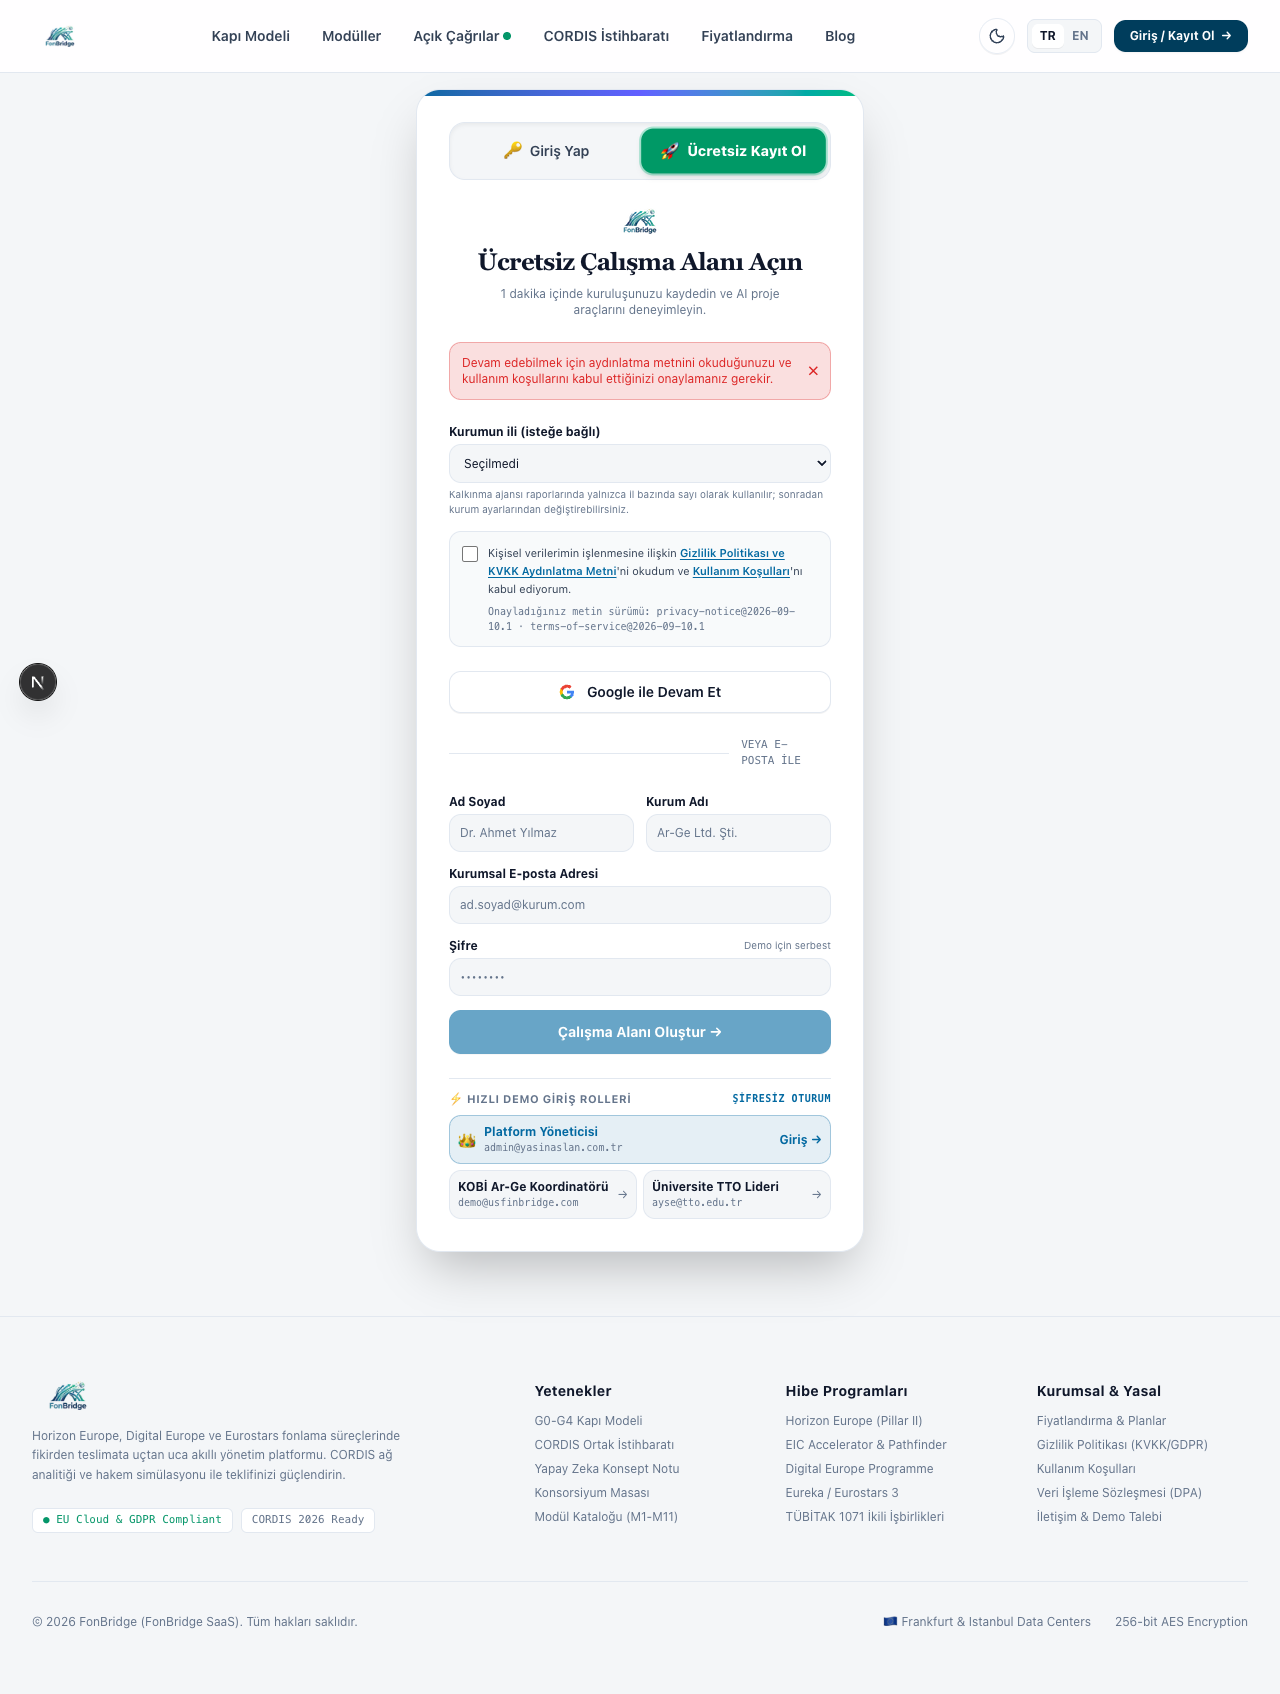 FonBridge
Kapı Modeli
Modüller
Açık Çağrılar
CORDIS İstihbaratı
Fiyatlandırma
Blog
TR
EN
Giriş / Kayıt Ol →
🔑 Giriş Yap
🚀 Ücretsiz Kayıt Ol
FonBridge
Ücretsiz Çalışma Alanı Açın
1 dakika içinde kuruluşunuzu kaydedin ve AI proje
araçlarını deneyimleyin.
Devam edebilmek için aydınlatma metnini okuduğunuzu ve
kullanım koşullarını kabul ettiğinizi onaylamanız gerekir.
✕
Kurumun ili (isteğe bağlı)
Seçilmedi
Kalkınma ajansı raporlarında yalnızca il bazında sayı olarak kullanılır; sonradan
kurum ayarlarından değiştirebilirsiniz.
Kişisel verilerimin işlenmesine ilişkin Gizlilik Politikası ve
KVKK Aydınlatma Metni'ni okudum ve Kullanım Koşulları'nı
kabul ediyorum.
Onayladığınız metin sürümü: privacy-notice@2026-09-
10.1 · terms-of-service@2026-09-10.1
N
Google ile Devam Et
VEYA E-
POSTA İLE
Ad Soyad
Kurum Adı
Dr. Ahmet Yılmaz
Ar-Ge Ltd. Şti.
Kurumsal E-posta Adresi
ad.soyad@kurum.com
Şifre
Demo için serbest
••••••••
Çalışma Alanı Oluştur →
⚡ HIZLI DEMO GİRİŞ ROLLERİ
ŞİFRESİZ OTURUM
👑 Platform Yöneticisi
admin@yasinaslan.com.tr
Giriş →
KOBİ Ar-Ge Koordinatörü
demo@usfinbridge.com
→
Üniversite TTO Lideri
ayse@tto.edu.tr
→
FonBridge
Horizon Europe, Digital Europe ve Eurostars fonlama süreçlerinde
fikirden teslimata uçtan uca akıllı yönetim platformu. CORDIS ağ
analitiği ve hakem simülasyonu ile teklifinizi güçlendirin.
● EU Cloud & GDPR Compliant
CORDIS 2026 Ready
Yetenekler
G0-G4 Kapı Modeli
CORDIS Ortak İstihbaratı
Yapay Zeka Konsept Notu
Konsorsiyum Masası
Modül Kataloğu (M1-M11)
Hibe Programları
Horizon Europe (Pillar II)
EIC Accelerator & Pathfinder
Digital Europe Programme
Eureka / Eurostars 3
TÜBİTAK 1071 İkili İşbirlikleri
Kurumsal & Yasal
Fiyatlandırma & Planlar
Gizlilik Politikası (KVKK/GDPR)
Kullanım Koşulları
Veri İşleme Sözleşmesi (DPA)
İletişim & Demo Talebi
© 2026 FonBridge (FonBridge SaaS). Tüm hakları saklıdır.
🇪🇺 Frankfurt & Istanbul Data Centers
256-bit AES Encryption